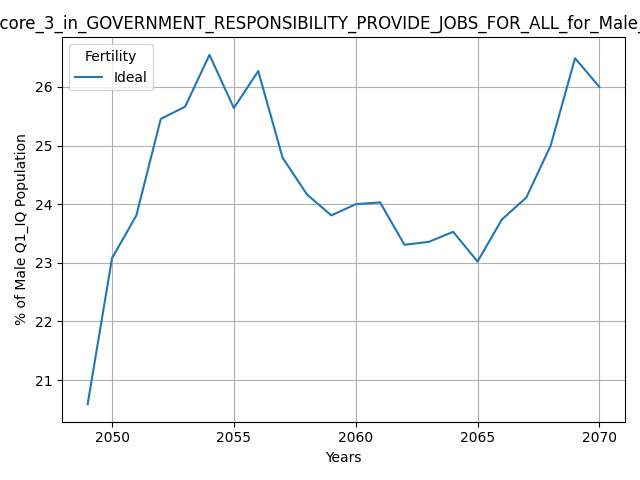 core_3_in_GOVERNMENT_RESPONSIBILITY_PROVIDE_JOBS_FOR_ALL_for_Male_
Fertility
Ideal
26
25
24
23
22
21
% of Male Q1_IQ Population
2050
2055
2060
2065
2070
Years